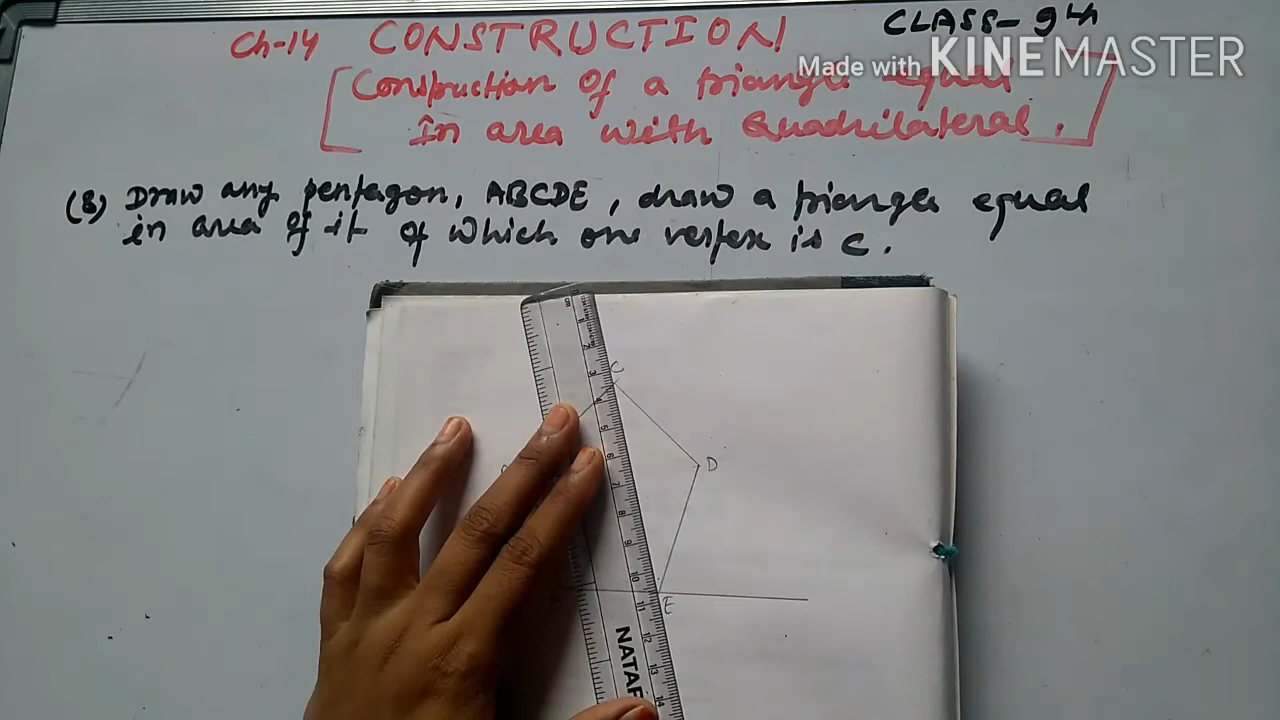 Ch-14 CONSTRUCTION CLASS-9th
Made with KINEMASTER
[Construction of a triangle equal
In area with Quadrilateral.]
(8) Draw any pentagon, ABCDE, draw a triangle equal
in area of it of which one vertex is C.
C
D
E
NATAR